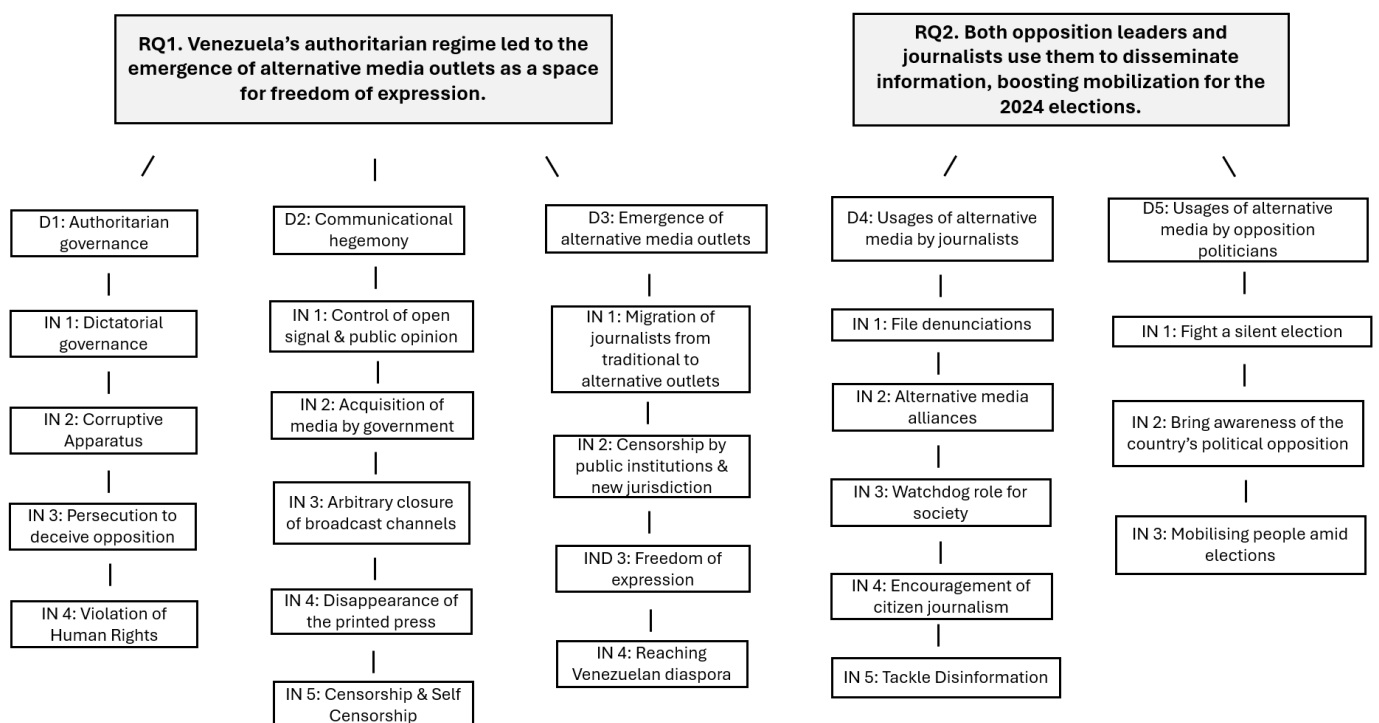 RQ1. Venezuela's authoritarian regime led to the
emergence of alternative media outlets as a space
for freedom of expression.
D1: Authoritarian
governance
IN 1: Dictatorial
governance
IN 2: Corruptive
Apparatus
IN 3: Persecution to
deceive opposition
IN 4: Violation of
Human Rights
D2: Communicational
hegemony
IN 1: Control of open
signal & public opinion
IN 2: Acquisition of
media by government
IN 3: Arbitrary closure
of broadcast channels
IN 4: Disappearance of
the printed press
IN 5: Censorship & Self
Censorship
D3: Emergence of
alternative media outlets
IN 1: Migration of
journalists from
traditional to
alternative outlets
IN 2: Censorship by
public institutions &
new jurisdiction
IND 3: Freedom of
expression
IN 4: Reaching
Venezuelan diaspora
RQ2. Both opposition leaders and
journalists use them to disseminate
information, boosting mobilization for the
2024 elections.
D4: Usages of alternative
media by journalists
IN 1: File denunciations
IN 2: Alternative media
alliances
IN 3: Watchdog role for
society
IN 4: Encouragement of
citizen journalism
IN 5: Tackle Disinformation
D5: Usages of alternative
media by opposition
politicians
IN 1: Fight a silent election
IN 2: Bring awareness of the
country's political opposition
IN 3: Mobilising people amid
elections